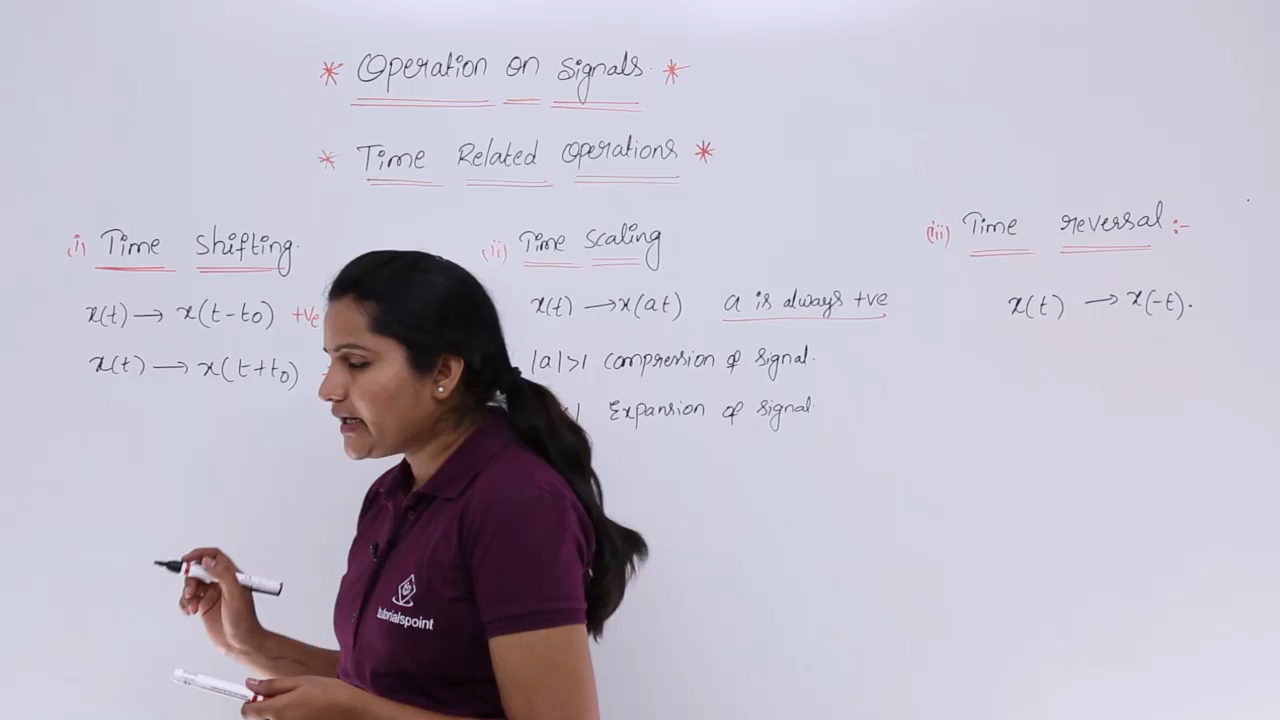 * Operation on signals. *
* Time Related Operations *
(i) Time shifting.
x(t) → x(t-t0) +ve
x(t) → x(t+t0)
(ii) Time scaling
x(t) → x(at) a is always +ve
|a|>1 compression of signal.
1 Expansion of signal.
(iii) Time reversal :-
x(t) → x(-t).
tutorialspoint